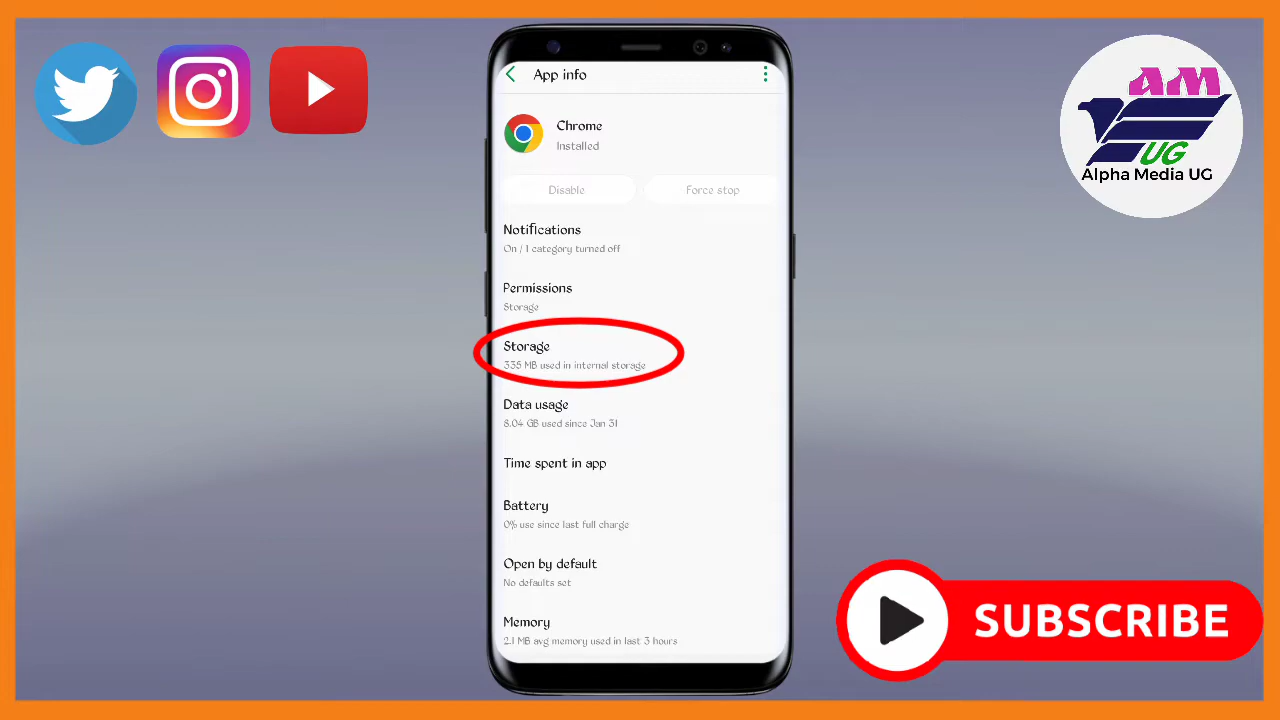 App info
Chrome
Installed
Disable
Force stop
Notifications
On / 1 category turned off
Permissions
Storage
Storage
335 MB used in internal storage
Data usage
8.04 GB used since Jan 31
Time spent in app
Battery
0% use since last full charge
Open by default
No defaults set
Memory
2.1 MB avg memory used in last 3 hours
AM
UG
Alpha Media UG
SUBSCRIBE